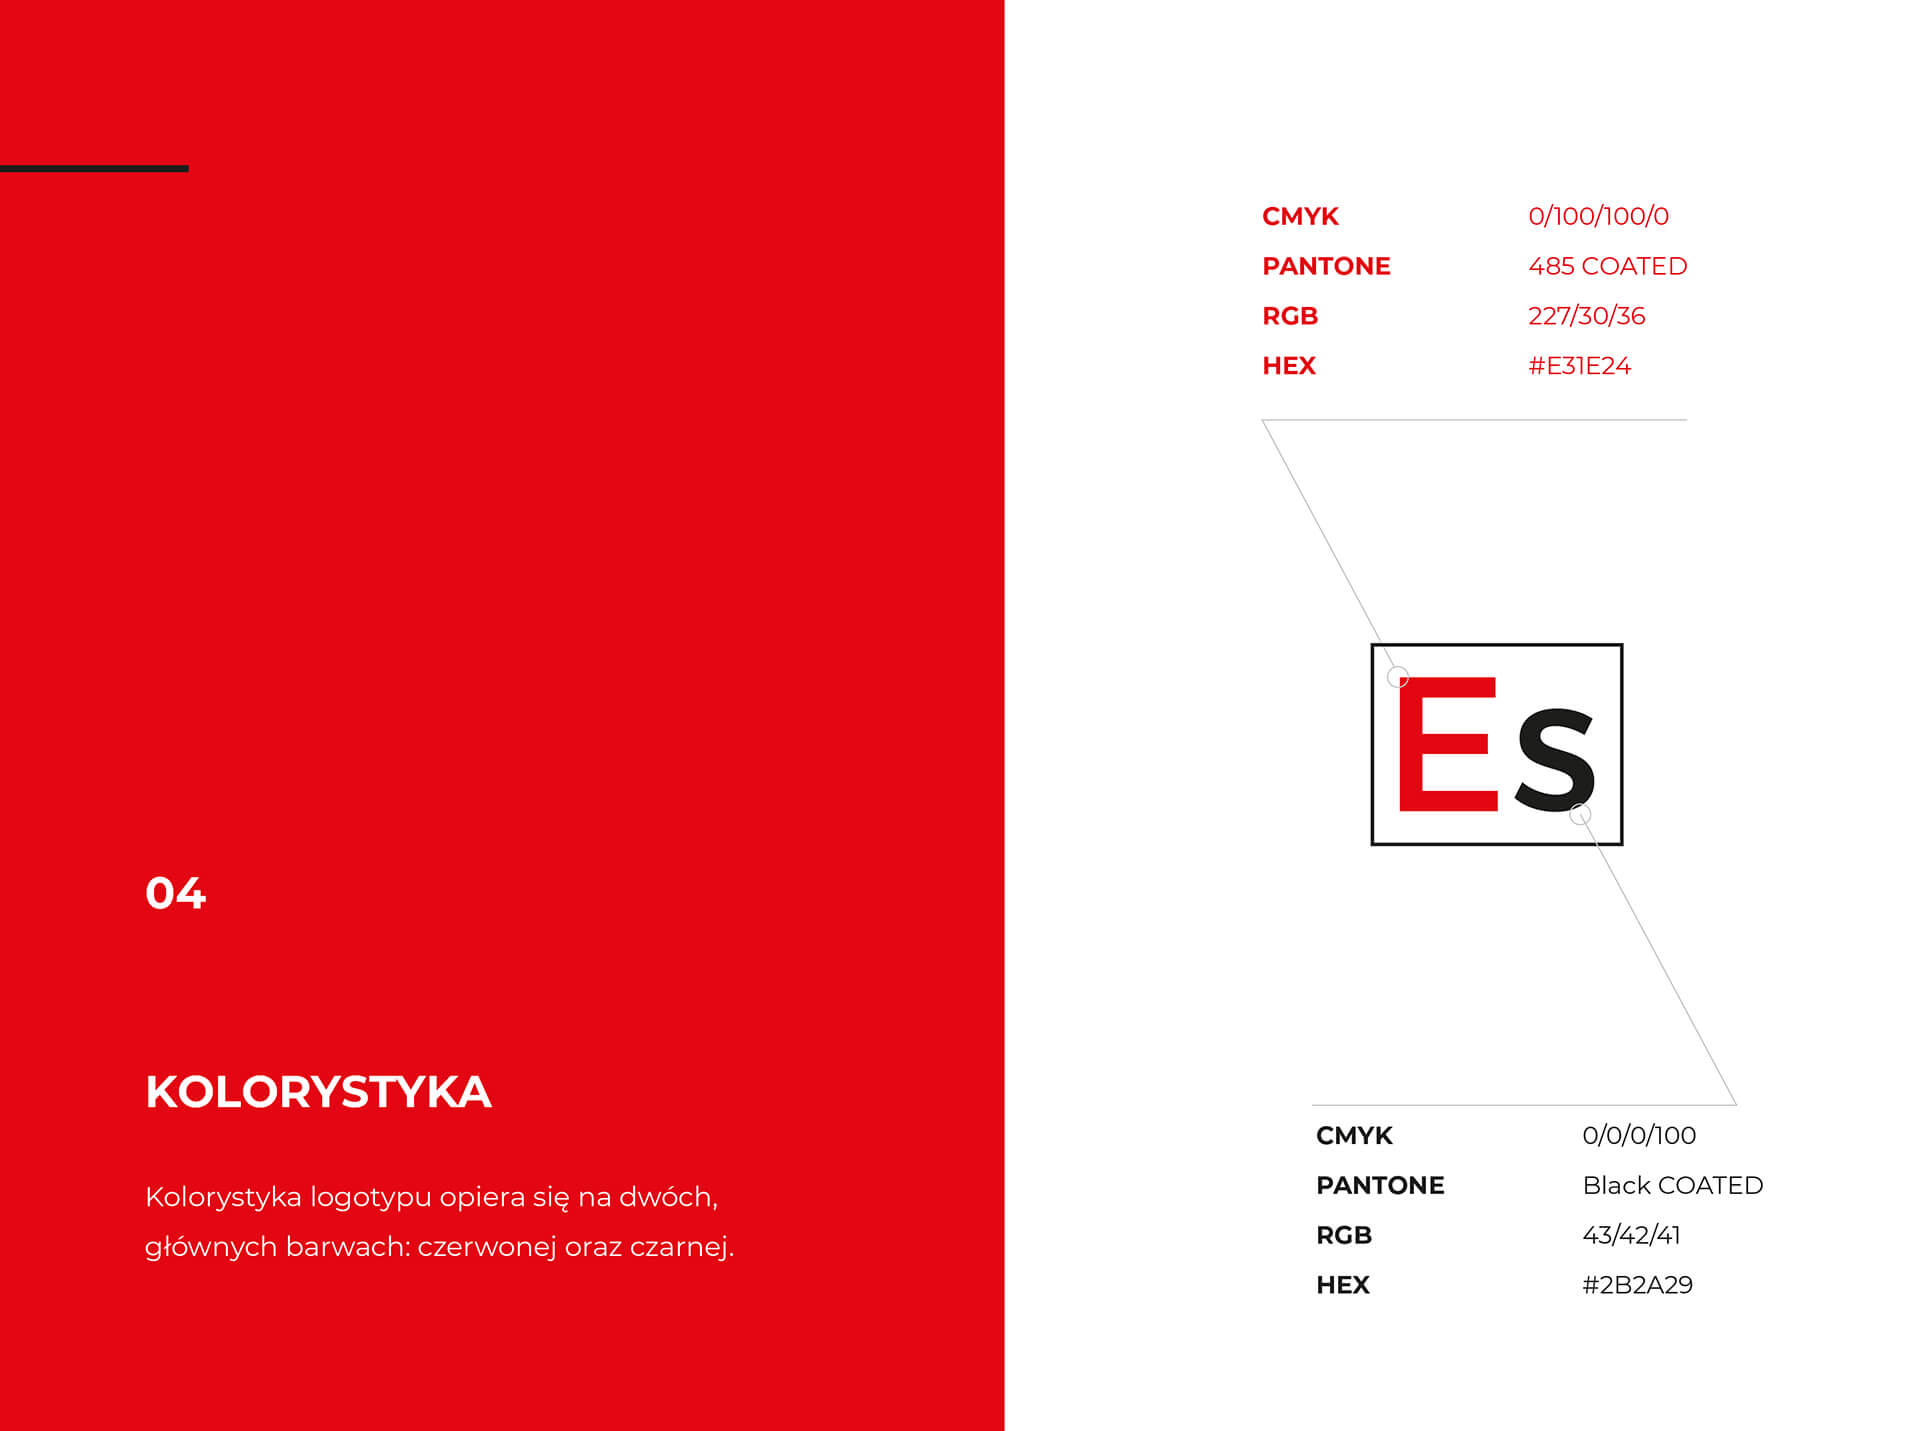 04
KOLORYSTYKA
Kolorystyka logotypu opiera się na dwóch,
głównych barwach: czerwonej oraz czarnej.
CMYK 0/100/100/0
PANTONE 485 COATED
RGB 227/30/36
HEX #E31E24
Es
CMYK 0/0/0/100
PANTONE Black COATED
RGB 43/42/41
HEX #2B2A29